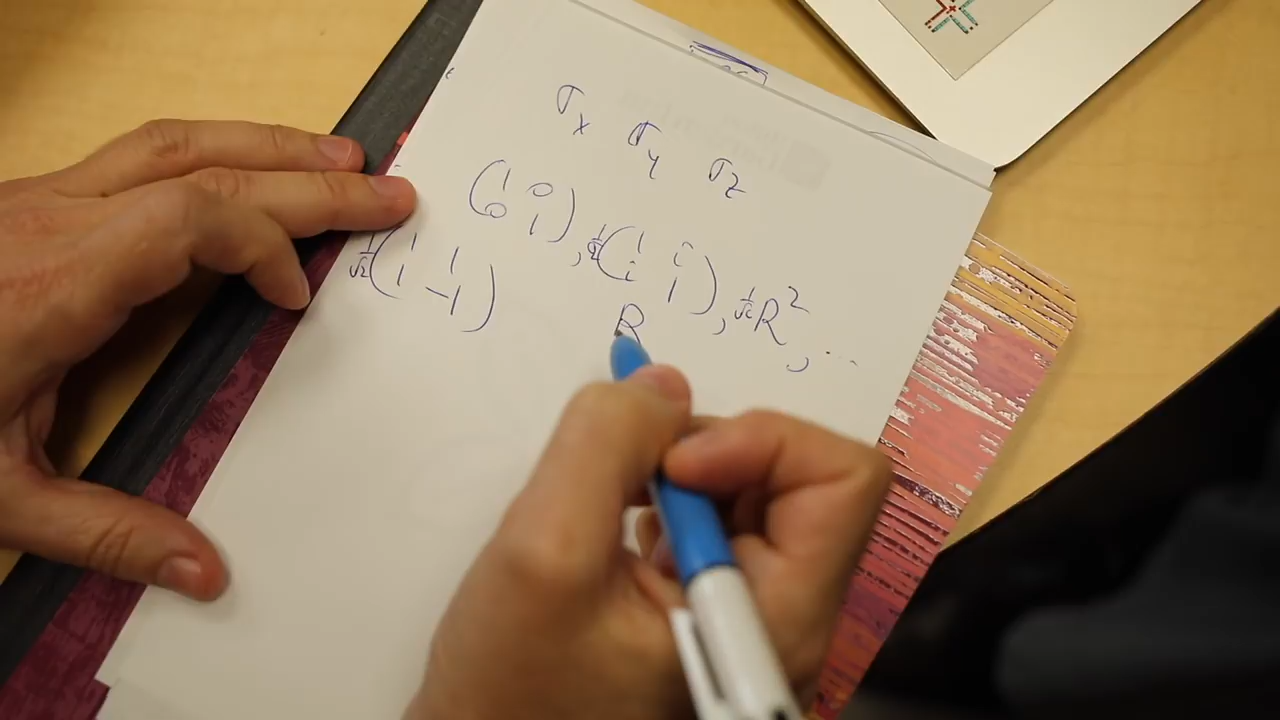 σx σy σz
(1 0 0 1), 1/√2 (1 i i 1), 1/√2 R², ...
1/√2 (1 1 1 -1)
R